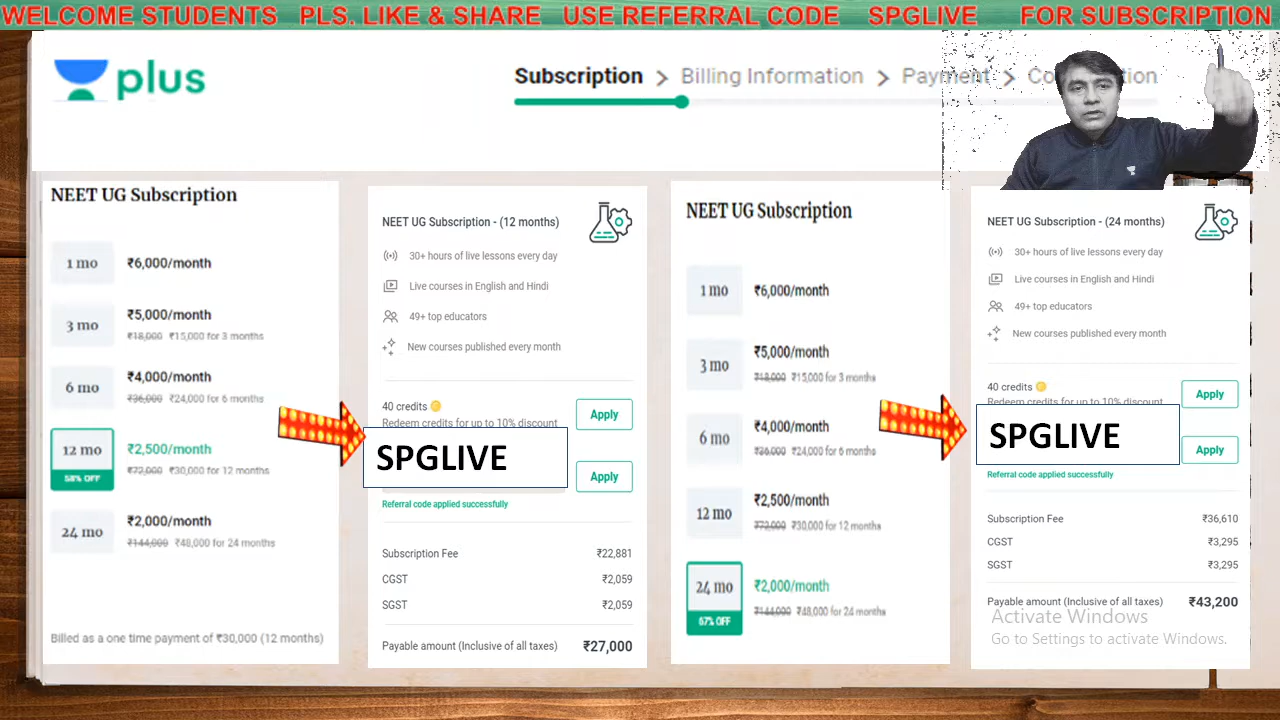 WELCOME STUDENTS PLS. LIKE & SHARE USE REFERRAL CODE SPGLIVE FOR SUBSCRIPTION
plus
Subscription > Billing Information > Payment >
NEET UG Subscription
1 mo ₹6,000/month
3 mo ₹5,000/month
₹18,000 ₹15,000 for 3 months
6 mo ₹4,000/month
₹36,000 ₹24,000 for 6 months
12 mo ₹2,500/month
58% OFF ₹72,000 ₹30,000 for 12 months
24 mo ₹2,000/month
₹144,000 ₹48,000 for 24 months
Billed as a one time payment of ₹30,000 (12 months)
NEET UG Subscription - (12 months)
30+ hours of live lessons every day
Live courses in English and Hindi
49+ top educators
New courses published every month
40 credits
Redeem credits for up to 10% discount
Apply
SPGLIVE
Apply
Referral code applied successfully
Subscription Fee ₹22,881
CGST ₹2,059
SGST ₹2,059
Payable amount (Inclusive of all taxes) ₹27,000
NEET UG Subscription
1 mo ₹6,000/month
3 mo ₹5,000/month
₹18,000 ₹15,000 for 3 months
6 mo ₹4,000/month
₹36,000 ₹24,000 for 6 months
12 mo ₹2,500/month
₹72,000 ₹30,000 for 12 months
24 mo ₹2,000/month
67% OFF ₹144,000 ₹48,000 for 24 months
NEET UG Subscription - (24 months)
30+ hours of live lessons every day
Live courses in English and Hindi
49+ top educators
New courses published every month
40 credits
Redeem credits for up to 10% discount
Apply
SPGLIVE
Apply
Referral code applied successfully
Subscription Fee ₹36,610
CGST ₹3,295
SGST ₹3,295
Payable amount (Inclusive of all taxes) ₹43,200
Activate Windows
Go to Settings to activate Windows.